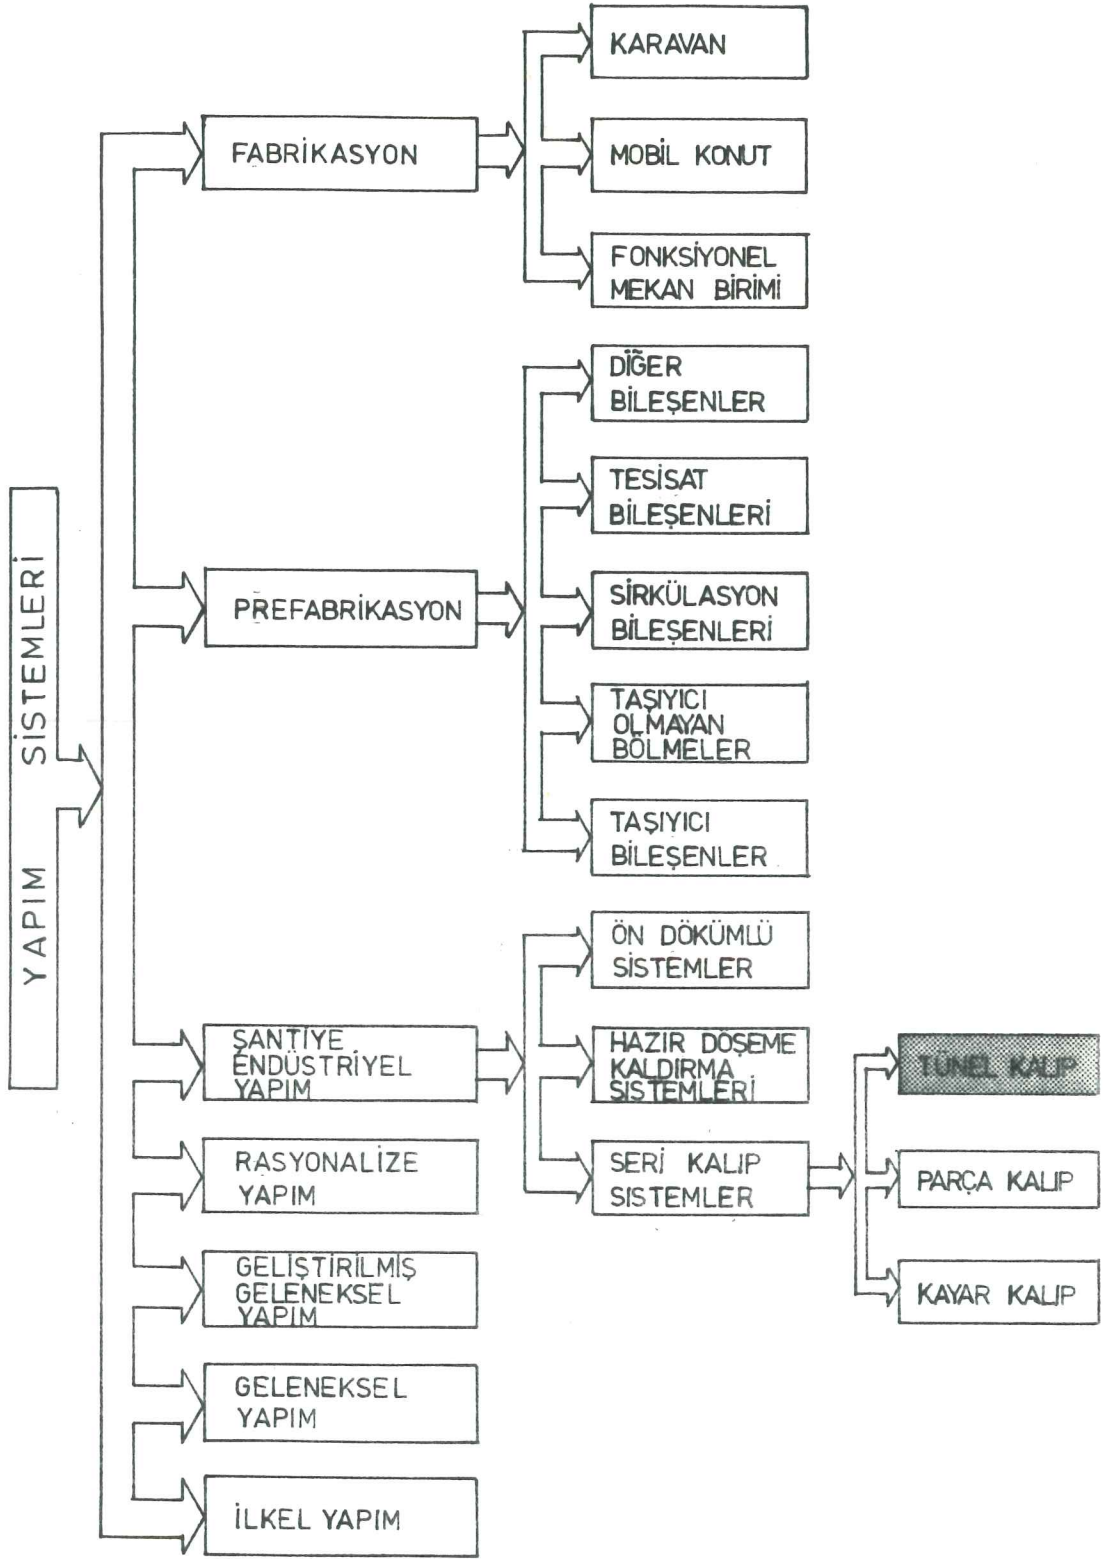 YAPIM SİSTEMLERİ
FABRİKASYON
KARAVAN
MOBİL KONUT
FONKSİYONEL
MEKAN BİRİMİ
PREFABRİKASYON
DİĞER
BİLEŞENLER
TESİSAT
BİLEŞENLERİ
SİRKÜLASYON
BİLEŞENLERİ
TAŞIYICI
OLMAYAN
BÖLMELER
TAŞIYICI
BİLEŞENLER
ŞANTİYE
ENDÜSTRİYEL
YAPIM
ÖN DÖKÜMLÜ
SİSTEMLER
HAZIR DÖŞEME
KALDIRMA
SİSTEMLERİ
SERİ KALIP
SİSTEMLER
TÜNEL KALIP
PARÇA KALIP
KAYAR KALIP
RASYONALİZE
YAPIM
GELİŞTİRİLMİŞ
GELENEKSEL
YAPIM
GELENEKSEL
YAPIM
İLKEL YAPIM